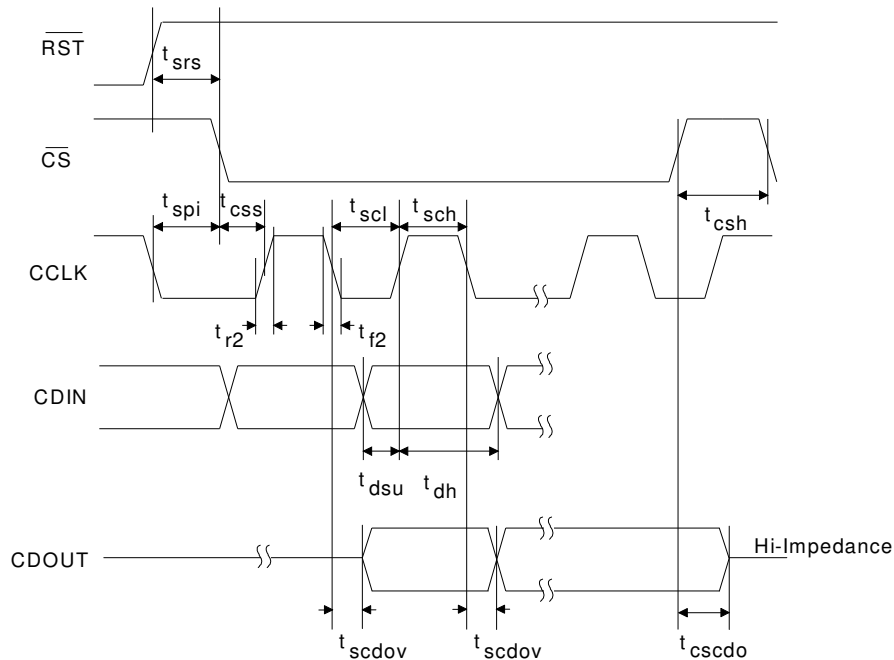 RST
t srs
CS
t spi
t css
t scl
t sch
t csh
CCLK
t r2
t f2
CDIN
t dsu
t dh
CDOUT
Hi-Impedance
t scdov
t scdov
t cscdo